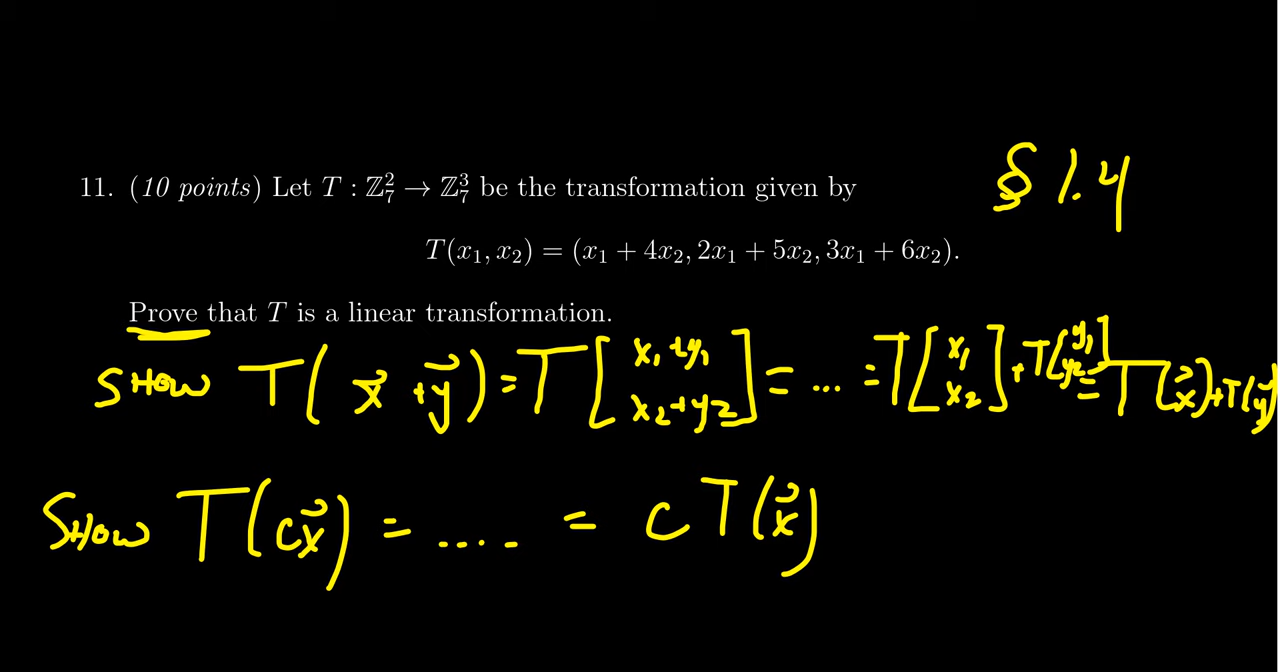 § 1.4
11. (10 points) Let T : ℤ₇² → ℤ₇³ be the transformation given by
T(x₁, x₂) = (x₁ + 4x₂, 2x₁ + 5x₂, 3x₁ + 6x₂).
Prove that T is a linear transformation.
SHOW T(x⃗ + y⃗) = T[x₁ + y₁ x₂ + y₂] = ... = T[x₁ x₂] + T[y₁ y₂] = T(x⃗) + T(y⃗)
SHOW T(cx⃗) = .... = c T(x⃗)